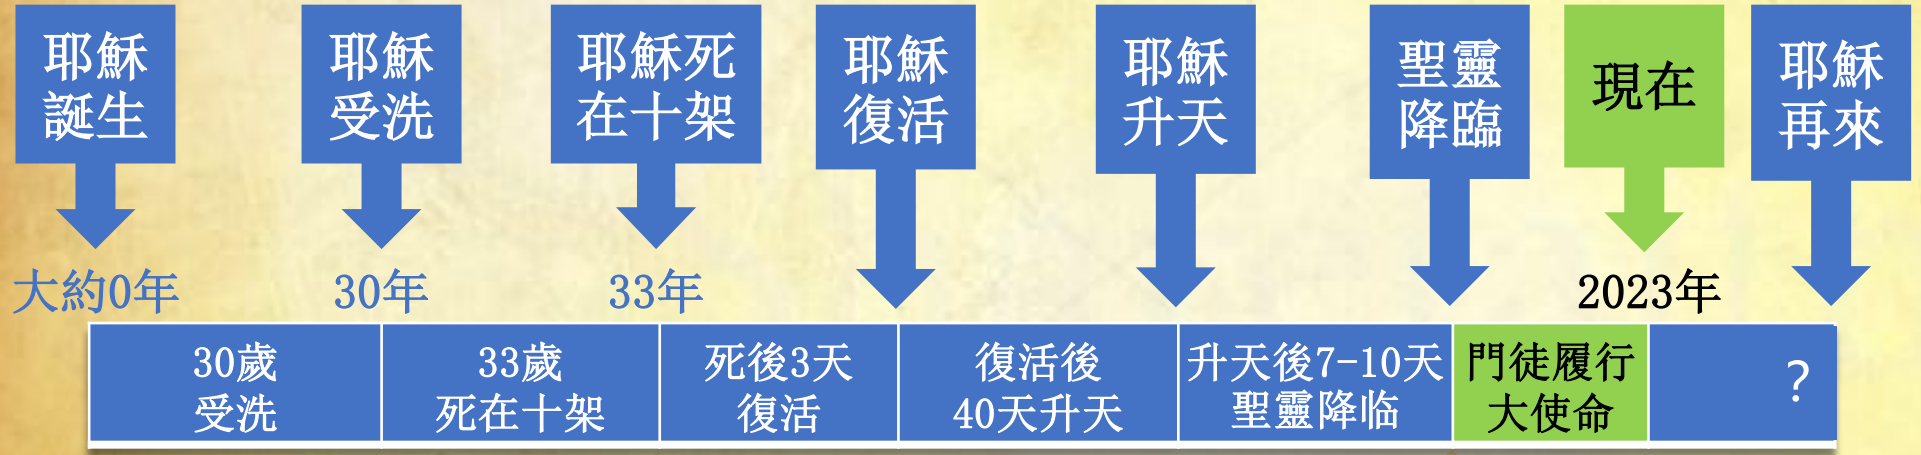 耶穌
誕生
耶穌
受洗
耶穌死
在十架
耶穌
復活
耶穌
升天
聖靈
降臨
現在
耶穌
再來
大約0年
30年
33年
2023年
30歲
受洗
33歲
死在十架
死後3天
復活
復活後
40天升天
升天後7-10天
聖靈降临
門徒履行
大使命
？